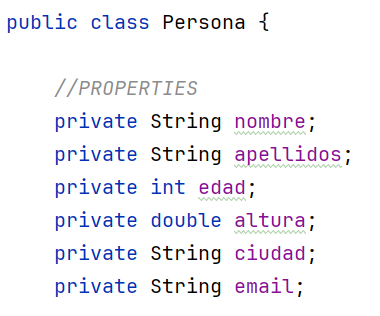 public class Persona {
//PROPERTIES
private String nombre;
private String apellidos;
private int edad;
private double altura;
private String ciudad;
private String email;